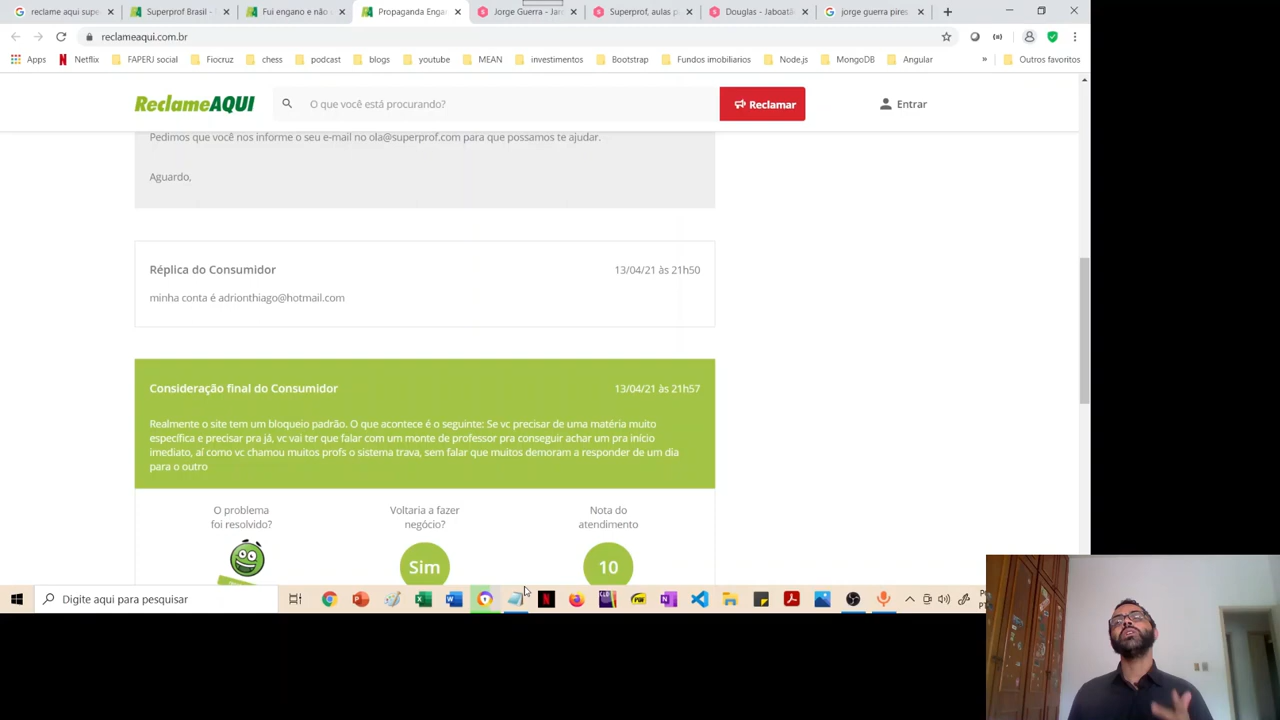 reclame aqui supe
Superprof Brasil -
Fui engano e não
Propaganda Enga
Jorge Guerra - Jar
Superprof, aulas p
Douglas - Jaboatã
jorge guerra pires
reclameaqui.com.br
Apps
Netflix
FAPERJ social
Fiocruz
chess
podcast
blogs
youtube
MEAN
investimentos
Bootstrap
Fundos imobiliarios
Node.js
MongoDB
Angular
»
Outros favoritos
ReclameAQUI
O que você está procurando?
Reclamar
Entrar
Pedimos que você nos informe o seu e-mail no ola@superprof.com para que possamos te ajudar.
Aguardo,
Réplica do Consumidor
13/04/21 às 21h50
minha conta é adrionthiago@hotmail.com
Consideração final do Consumidor
13/04/21 às 21h57
Realmente o site tem um bloqueio padrão. O que acontece é o seguinte: Se vc precisar de uma matéria muito
específica e precisar pra já, vc vai ter que falar com um monte de professor pra conseguir achar um pra início
imediato, aí como vc chamou muitos profs o sistema trava, sem falar que muitos demoram a responder de um dia
para o outro
O problema
foi resolvido?
Voltaria a fazer
negócio?
Nota do
atendimento
Sim
10
Digite aqui para pesquisar